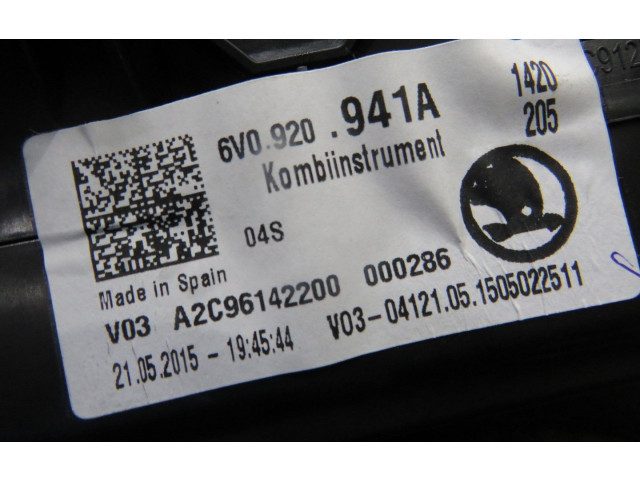 6V0.920 .941A
1420
205
Kombiinstrument
04S
Made in Spain
V03 A2C96142200 000286
21.05.2015 - 19:45:44 V03-04121.05.1505022511